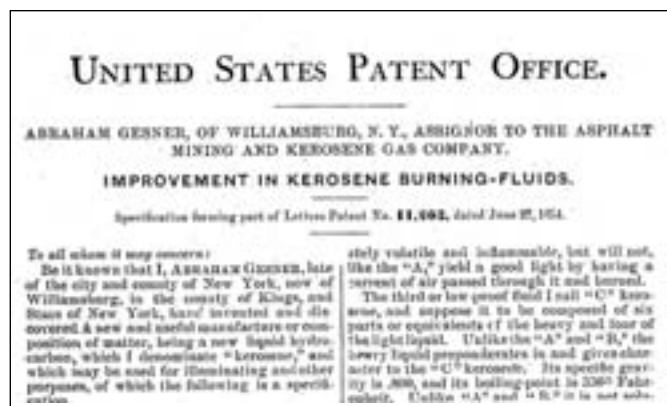 UNITED STATES PATENT OFFICE.
ABRAHAM GESNER, OF WILLIAMSBURG, N. Y., ASSIGNOR TO THE ASPHALT
MINING AND KEROSENE GAS COMPANY.
IMPROVEMENT IN KEROSENE BURNING-FLUIDS.
Specification forming part of Letters Patent No. 11,203, dated June 27, 1854.
To all whom it may concern:
Be it known that I, ABRAHAM GESNER, late
of the city and county of New York, now of
Williamsburg, in the county of Kings, and
State of New York, have invented and dis-
covered a new and useful manufacture or com-
position of matter, being a new liquid hydro-
carbon, which I denominate "kerosene," and
which may be used for illuminating and other
purposes, of which the following is a specifi-
cation
ately volatile and inflammable, but will not,
like the "A," yield a good light by having a
current of air passed through it and burned.
The third or low proof fluid I call "C" kero-
sene, and suppose it to be composed of six
parts or equivalents of the heavy and four of
the light liquid. Unlike the "A" and "B," the
heavy liquid preponderates in and gives char-
acter to the "C" kerosene. Its specific grav-
ity is .800, and its boiling-point is Fahr-
enheit. Unlike "A" and "B" it is not